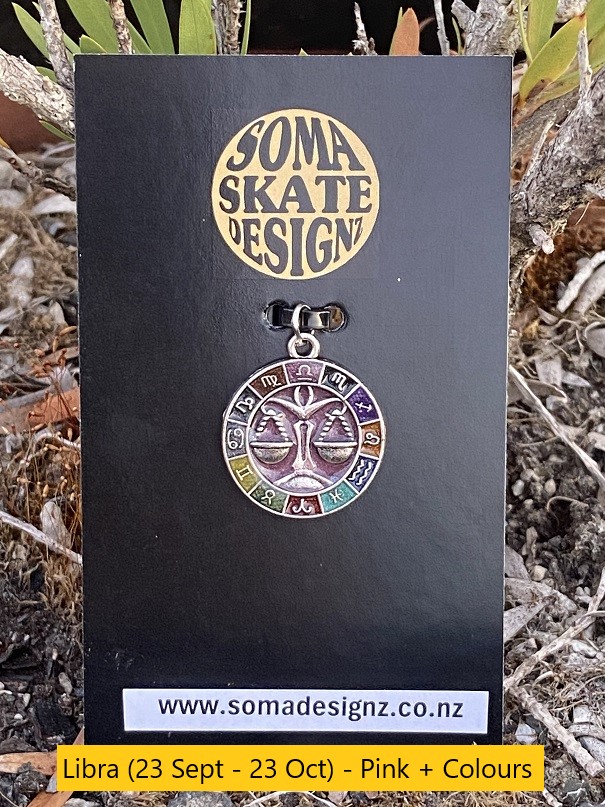 SOMA
SKATE
DESIGNZ
www.somadesignz.co.nz
Libra (23 Sept - 23 Oct) - Pink + Colours